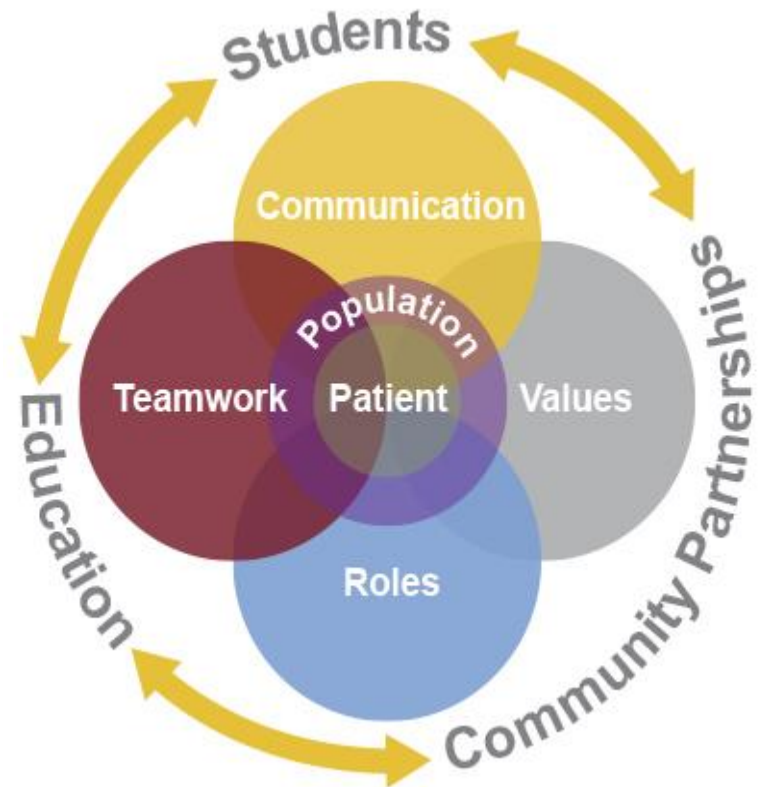 Students
Communication
Population
Teamwork
Patient
Values
Roles
Education
Community Partnerships